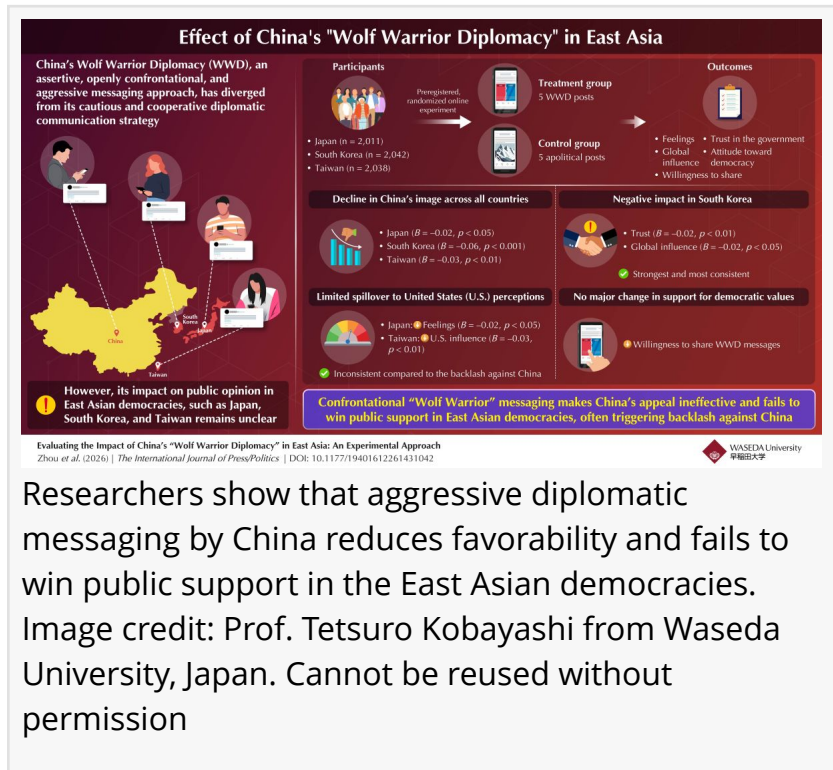 Effect of China's "Wolf Warrior Diplomacy" in East Asia
China's Wolf Warrior Diplomacy (WWD), an
assertive, openly confrontational, and
aggressive messaging approach, has diverged
from its cautious and cooperative diplomatic
communication strategy
China
South
Korea
Japan
Taiwan
However, its impact on public opinion in
East Asian democracies, such as Japan,
South Korea, and Taiwan remains unclear
Participants
• Japan (n = 2,011)
• South Korea (n = 2,042)
• Taiwan (n = 2,038)
Preregistered,
randomized online
experiment
Treatment group
5 WWD posts
Control group
5 apolitical posts
Outcomes
• Feelings • Trust in the government
• Global influence • Attitude toward democracy
• Willingness to share
Decline in China's image across all countries
• Japan (B = –0.02, p < 0.05)
• South Korea (B = –0.06, p < 0.001)
• Taiwan (B = –0.03, p < 0.01)
Negative impact in South Korea
• Trust (B = –0.02, p < 0.01)
• Global influence (B = –0.02, p < 0.05)
Strongest and most consistent
Limited spillover to United States (U.S.) perceptions
• Japan: Feelings (B = –0.02, p < 0.05)
• Taiwan: U.S. influence (B = –0.03,
p < 0.01)
Inconsistent compared to the backlash against China
No major change in support for democratic values
Willingness to share WWD messages
Confrontational “Wolf Warrior” messaging makes China's appeal ineffective and fails to
win public support in East Asian democracies, often triggering backlash against China
Evaluating the Impact of China's “Wolf Warrior Diplomacy” in East Asia: An Experimental Approach
Zhou et al. (2026) | The International Journal of Press/Politics | DOI: 10.1177/19401612261431042
WASEDA University
早稲田大学
Researchers show that aggressive diplomatic
messaging by China reduces favorability and fails to
win public support in the East Asian democracies.
Image credit: Prof. Tetsuro Kobayashi from Waseda
University, Japan. Cannot be reused without
permission